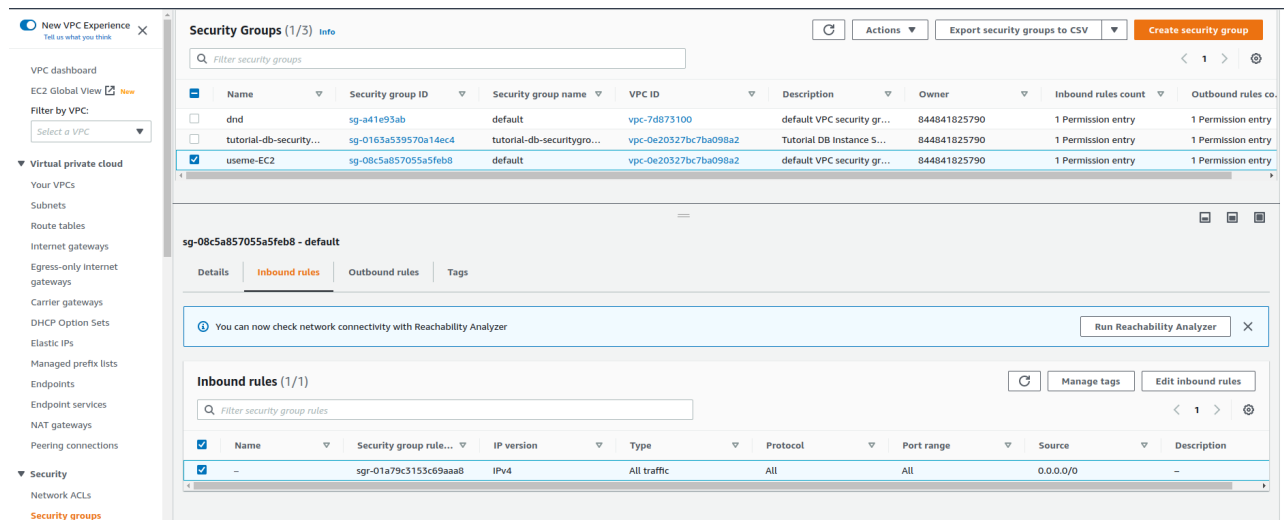 New VPC Experience
Tell us what you think
VPC dashboard
EC2 Global View New
Filter by VPC:
Select a VPC
Virtual private cloud
Your VPCs
Subnets
Route tables
Internet gateways
Egress-only internet
gateways
Carrier gateways
DHCP Option Sets
Elastic IPs
Managed prefix lists
Endpoints
Endpoint services
NAT gateways
Peering connections
Security
Network ACLs
Security groups
Security Groups (1/3) Info
Actions
Export security groups to CSV
Create security group
Filter security groups
1
Name Security group ID Security group name VPC ID Description Owner Inbound rules count Outbound rules co..
dnd sg-a41e93ab default vpc-7d873100 default VPC security gr... 844841825790 1 Permission entry 1 Permission entry
tutorial-db-security... sg-0163a539570a14ec4 tutorial-db-securitygro... vpc-0e20327bc7ba098a2 Tutorial DB Instance S... 844841825790 1 Permission entry 1 Permission entry
useme-EC2 sg-08c5a857055a5feb8 default vpc-0e20327bc7ba098a2 default VPC security gr... 844841825790 1 Permission entry 1 Permission entry
sg-08c5a857055a5feb8 - default
Details Inbound rules Outbound rules Tags
You can now check network connectivity with Reachability Analyzer
Run Reachability Analyzer
Inbound rules (1/1)
Manage tags
Edit inbound rules
Filter security group rules
1
Name Security group rule... IP version Type Protocol Port range Source Description
– sgr-01a79c3153c69aaa8 IPv4 All traffic All All 0.0.0.0/0 –